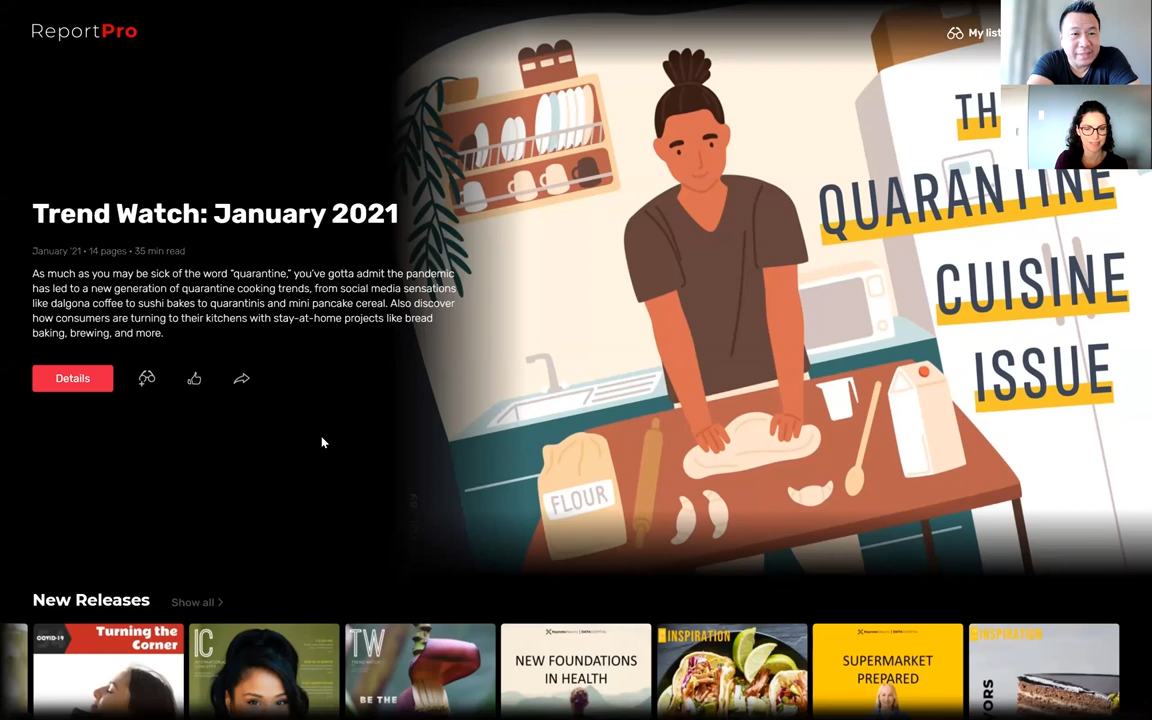 ReportPro
My list
TH
QUARANTINE
CUISINE
ISSUE
FLOUR
Trend Watch: January 2021
January '21 • 14 pages • 35 min read
As much as you may be sick of the word "quarantine," you've gotta admit the pandemic
has led to a new generation of quarantine cooking trends, from social media sensations
like dalgona coffee to sushi bakes to quarantinis and mini pancake cereal. Also discover
how consumers are turning to their kitchens with stay-at-home projects like bread
baking, brewing, and more.
Details
New Releases
Show all >
COVID-19
Turning the
Corner
IC
TW
TREND WATCH
BE THE
NEW FOUNDATIONS
IN HEALTH
INSPIRATION
SUPERMARKET
PREPARED
INSPIRATION
ORS